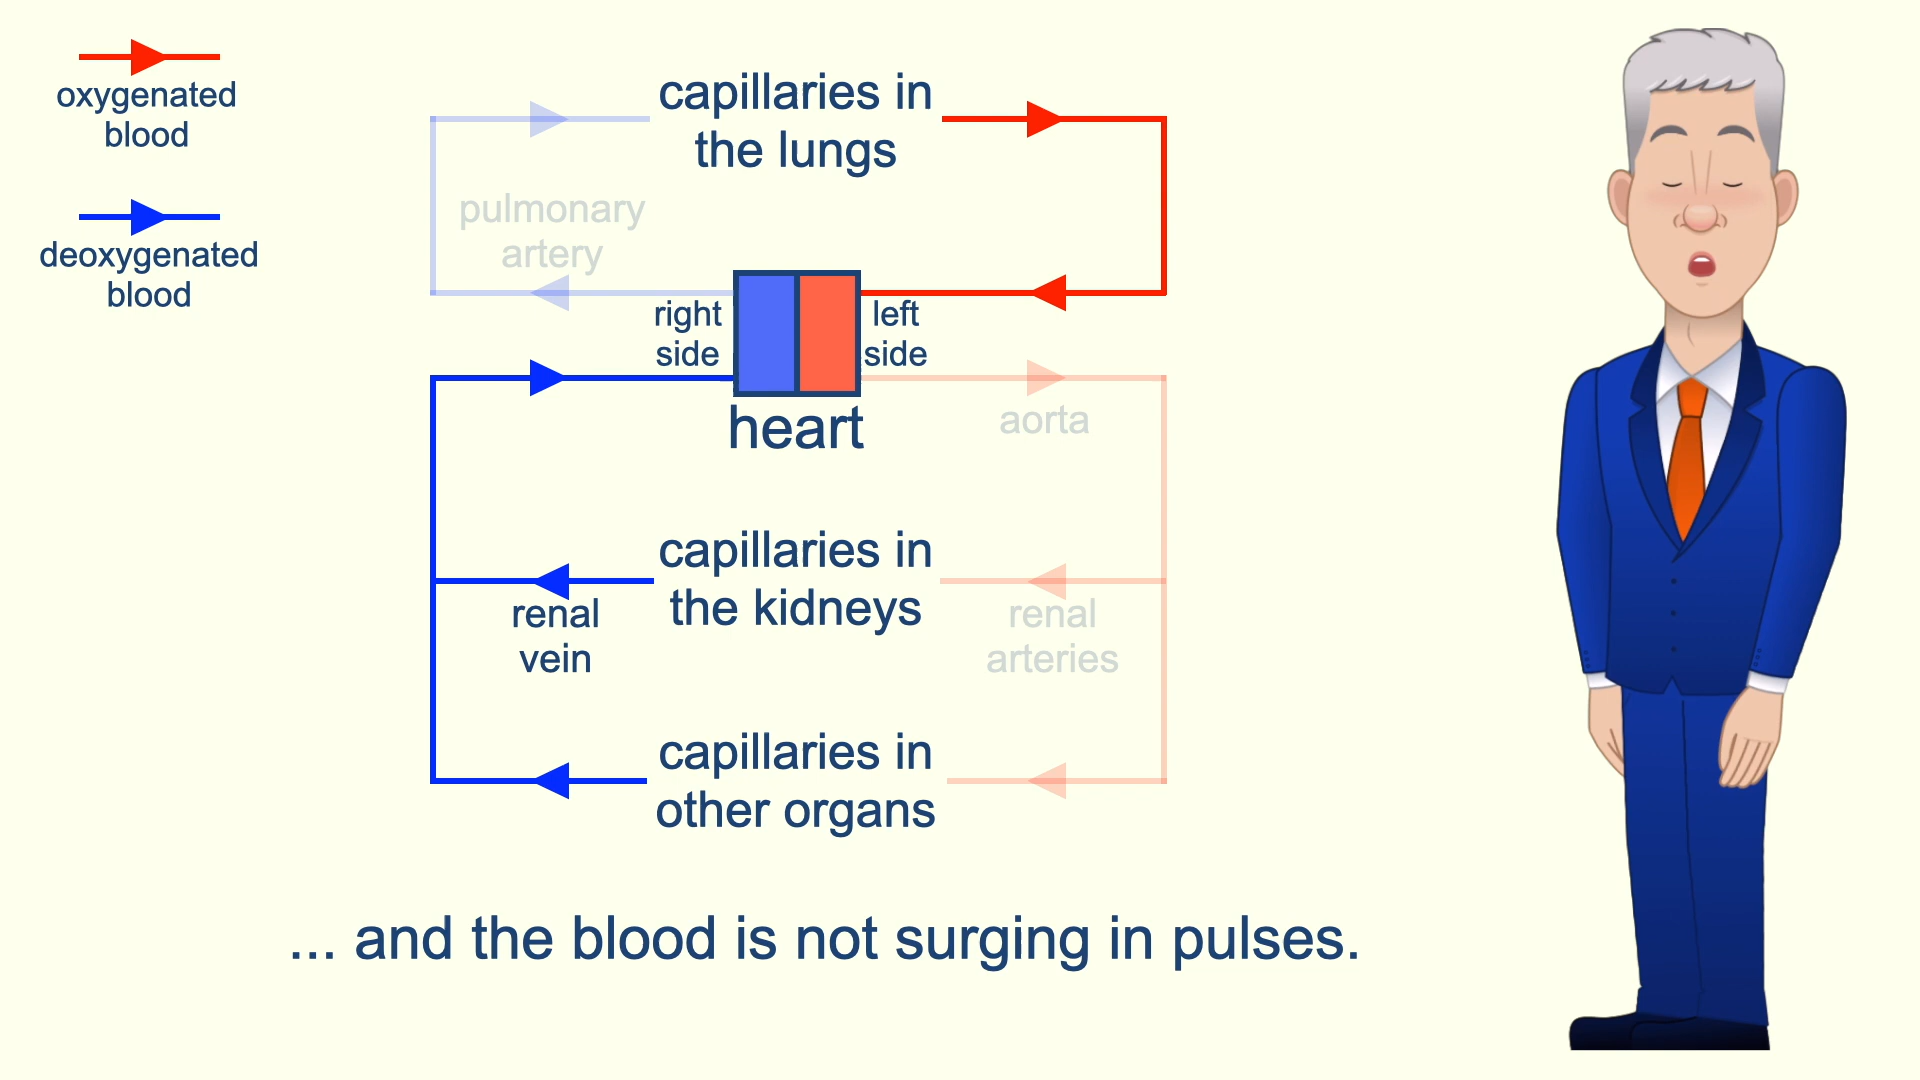 oxygenated
blood
deoxygenated
blood
capillaries in
the lungs
pulmonary
artery
right
side
left
side
heart
aorta
capillaries in
the kidneys
renal
vein
renal
arteries
capillaries in
other organs
... and the blood is not surging in pulses.